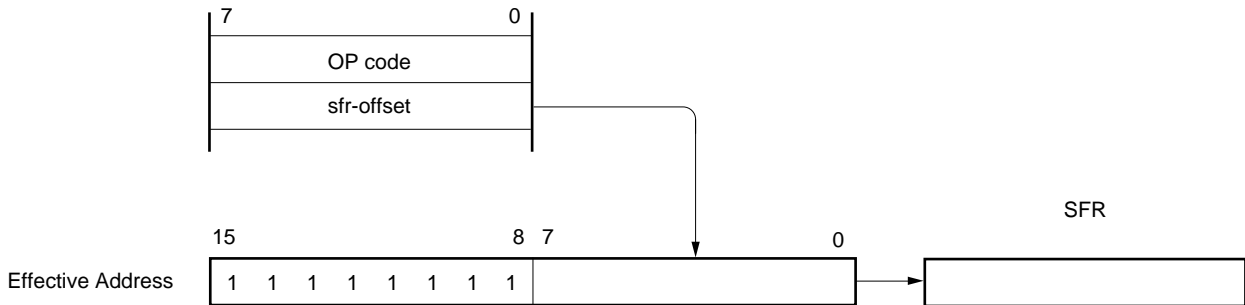 7 0
OP code
sfr-offset
SFR
15 8 7 0
Effective Address 1 1 1 1 1 1 1 1